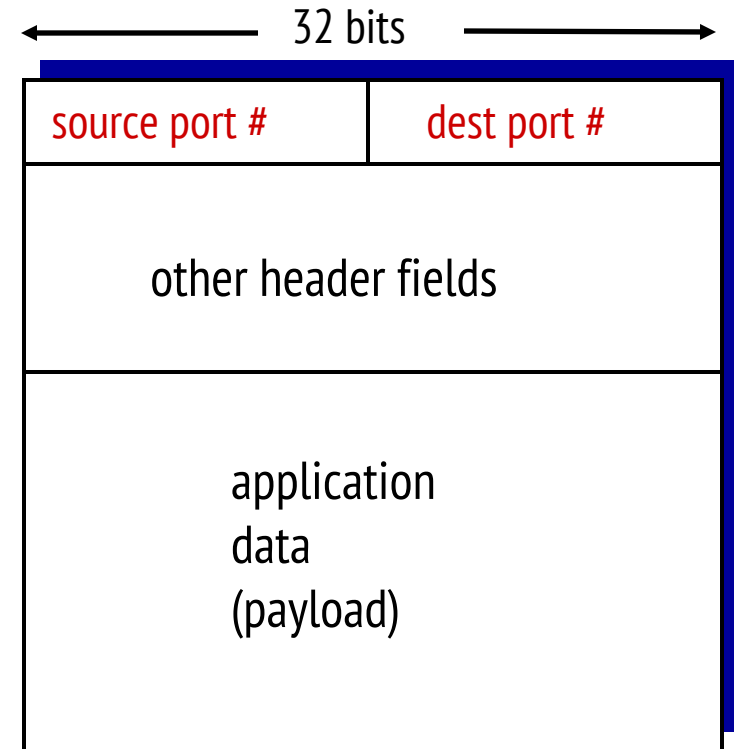 32 bits
source port # dest port #
other header fields
application
data
(payload)